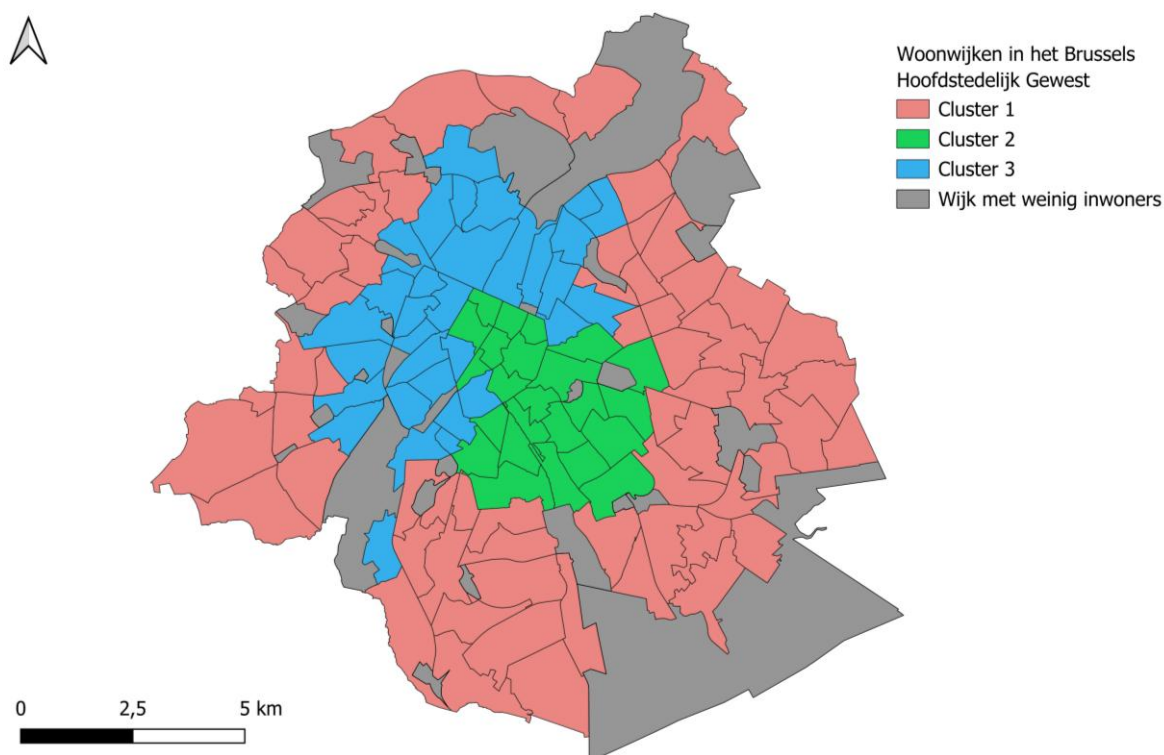 Woonwijken in het Brussels
Hoofdstedelijk Gewest
Cluster 1
Cluster 2
Cluster 3
Wijk met weinig inwoners
0 2,5 5 km